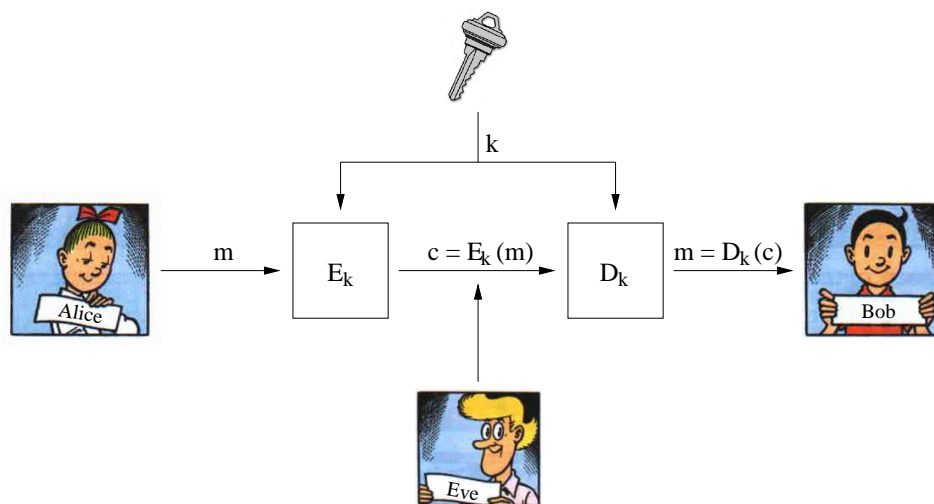 k
m
c = Eₖ(m)
m = Dₖ(c)
Eₖ
Dₖ
Alice
Bob
Eve